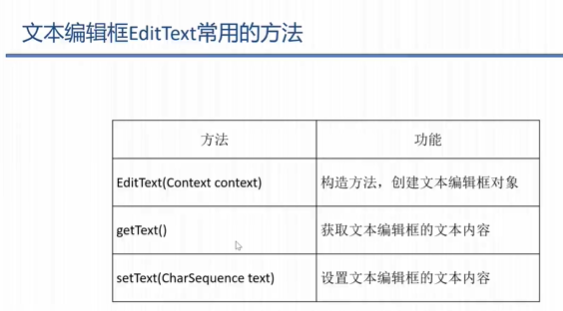 文本编辑框EditText常用的方法
方法 功能
EditText(Context context) 构造方法，创建文本编辑框对象
getText() 获取文本编辑框的文本内容
setText(CharSequence text) 设置文本编辑框的文本内容